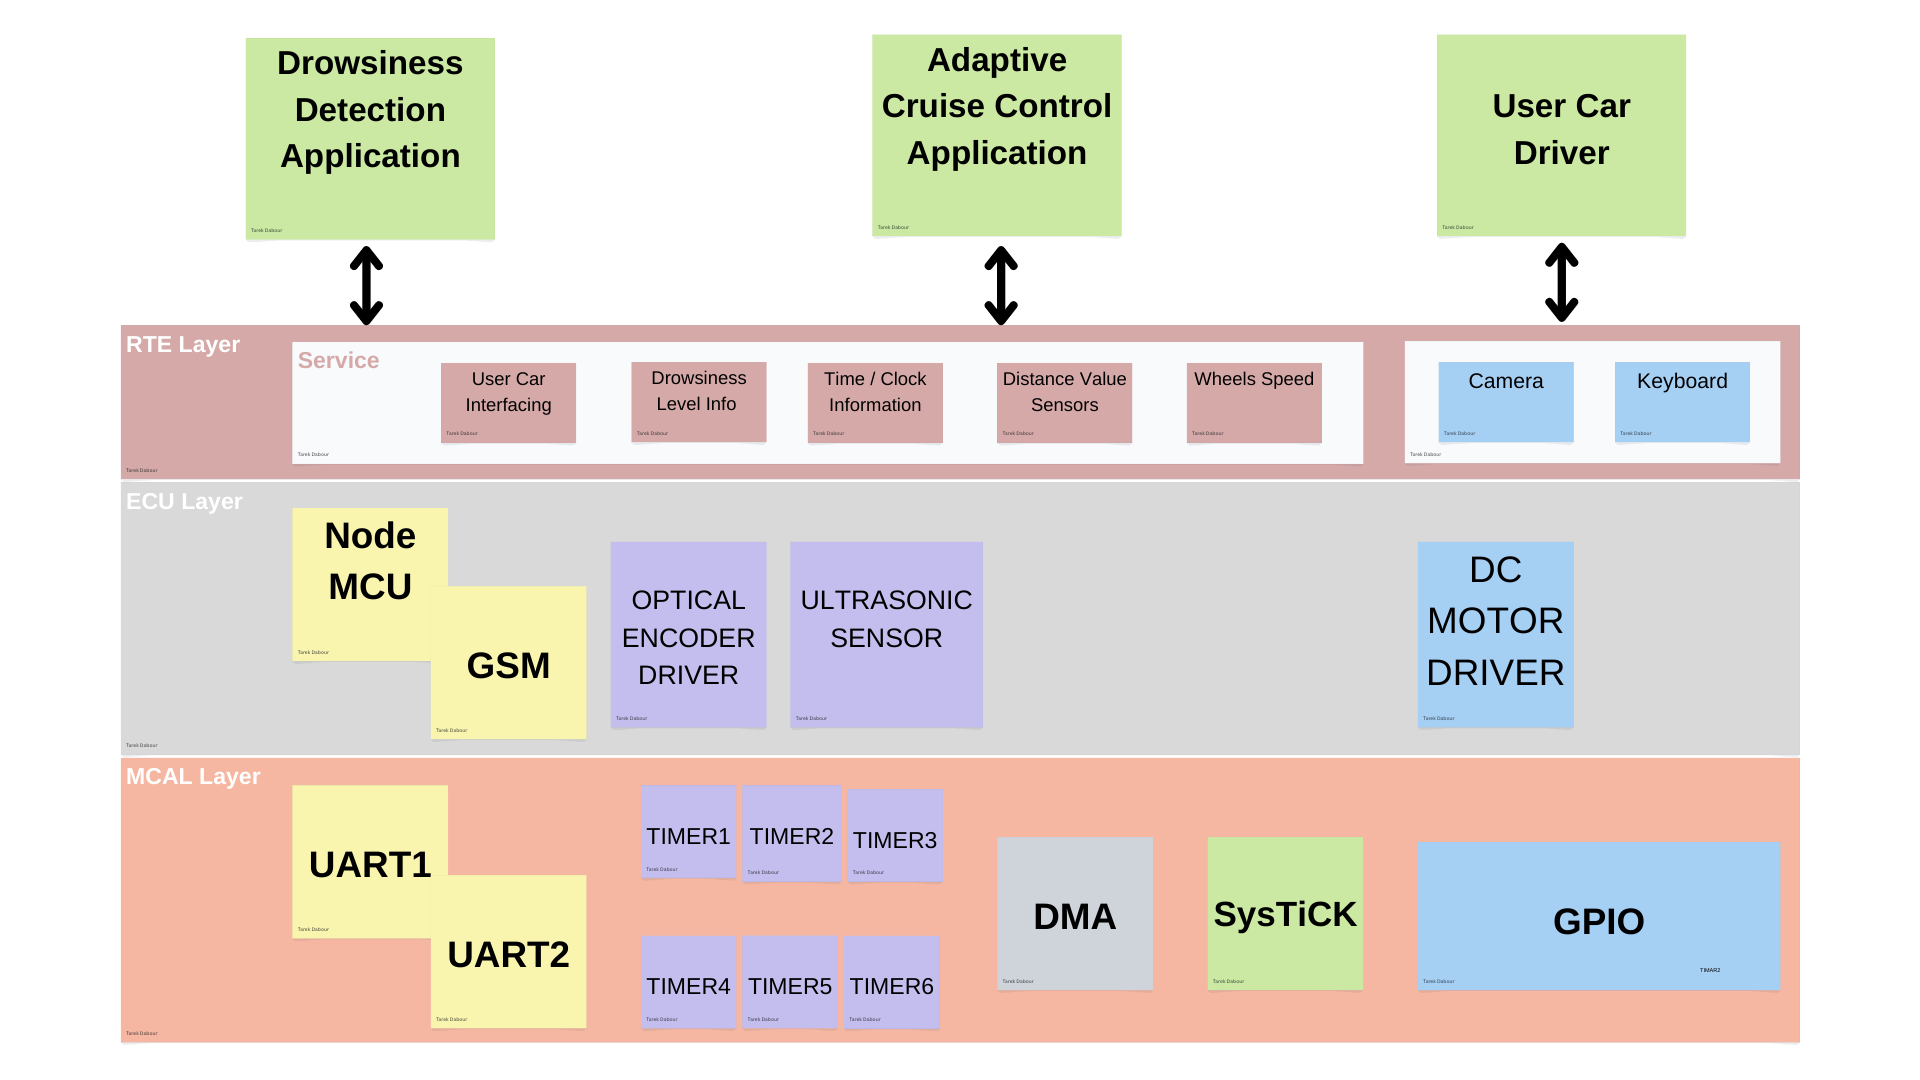 Drowsiness
Detection
Application
Tarek Dabour
Adaptive
Cruise Control
Application
Tarek Dabour
User Car
Driver
Tarek Dabour
RTE Layer
Tarek Dabour
Service
Tarek Dabour
User Car
Interfacing
Tarek Dabour
Drowsiness
Level Info
Tarek Dabour
Time / Clock
Information
Tarek Dabour
Distance Value
Sensors
Tarek Dabour
Wheels Speed
Tarek Dabour
Camera
Tarek Dabour
Keyboard
Tarek Dabour
Tarek Dabour
ECU Layer
Tarek Dabour
Node
MCU
Tarek Dabour
GSM
Tarek Dabour
OPTICAL
ENCODER
DRIVER
Tarek Dabour
ULTRASONIC
SENSOR
Tarek Dabour
DC
MOTOR
DRIVER
Tarek Dabour
MCAL Layer
Tarek Dabour
UART1
Tarek Dabour
UART2
Tarek Dabour
TIMER1
Tarek Dabour
TIMER2
Tarek Dabour
TIMER3
Tarek Dabour
TIMER4
Tarek Dabour
TIMER5
Tarek Dabour
TIMER6
Tarek Dabour
DMA
Tarek Dabour
SysTiCK
Tarek Dabour
GPIO
TIMAR2
Tarek Dabour